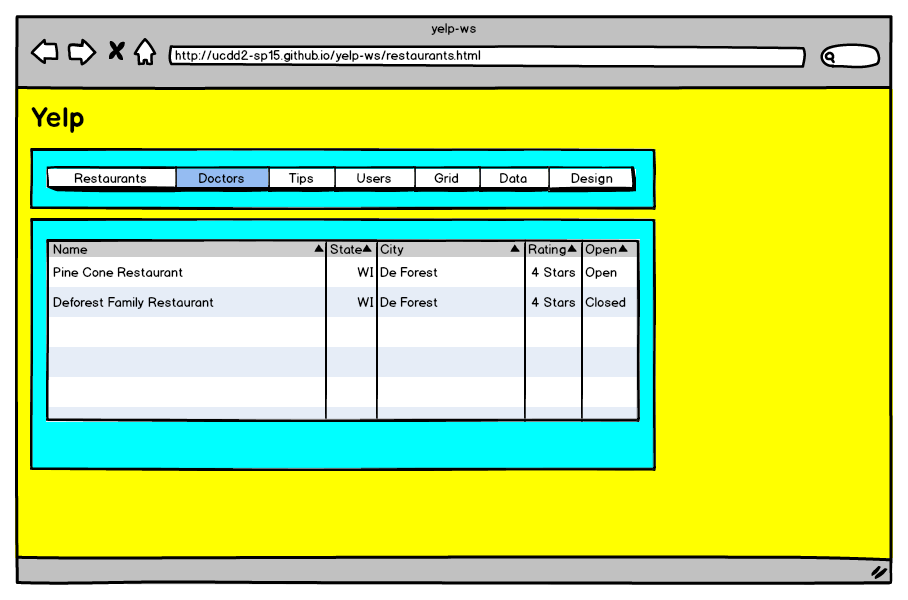 yelp-ws
http://ucdd2-sp15.github.io/yelp-ws/restaurants.html
Yelp
Restaurants Doctors Tips Users Grid Data Design
Name State City Rating Open
Pine Cone Restaurant WI De Forest 4 Stars Open
Deforest Family Restaurant WI De Forest 4 Stars Closed